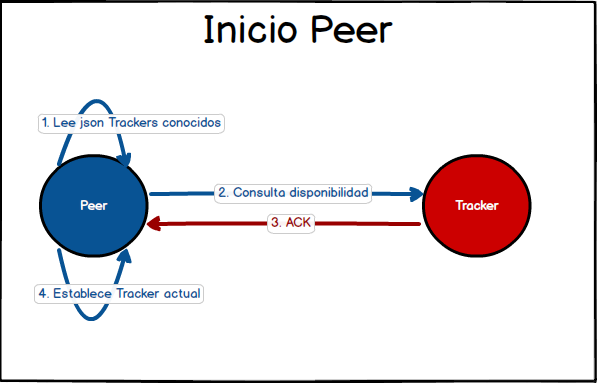 Inicio Peer
1. Lee json Trackers conocidos
Peer
2. Consulta disponibilidad
Tracker
3. ACK
4. Establece Tracker actual